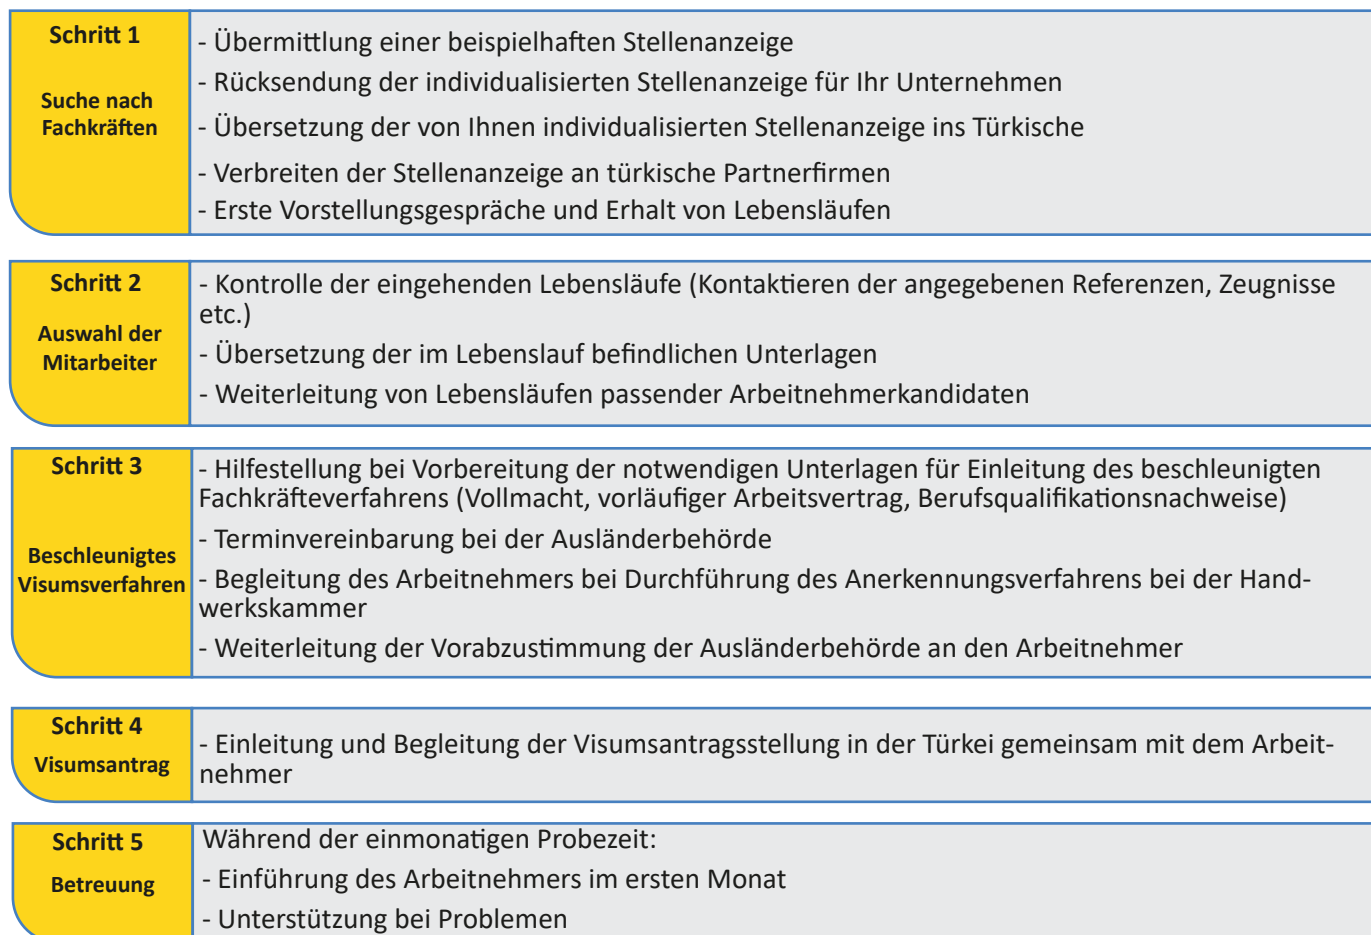 Schritt 1
Suche nach
Fachkräften
- Übermittlung einer beispielhaften Stellenanzeige
- Rücksendung der individualisierten Stellenanzeige für Ihr Unternehmen
- Übersetzung der von Ihnen individualisierten Stellenanzeige ins Türkische
- Verbreiten der Stellenanzeige an türkische Partnerfirmen
- Erste Vorstellungsgespräche und Erhalt von Lebensläufen
Schritt 2
Auswahl der
Mitarbeiter
- Kontrolle der eingehenden Lebensläufe (Kontaktieren der angegebenen Referenzen, Zeugnisse
etc.)
- Übersetzung der im Lebenslauf befindlichen Unterlagen
- Weiterleitung von Lebensläufen passender Arbeitnehmerkandidaten
Schritt 3
Beschleunigtes
Visumsverfahren
- Hilfestellung bei Vorbereitung der notwendigen Unterlagen für Einleitung des beschleunigten
Fachkräfteverfahrens (Vollmacht, vorläufiger Arbeitsvertrag, Berufsqualifikationsnachweise)
- Terminvereinbarung bei der Ausländerbehörde
- Begleitung des Arbeitnehmers bei Durchführung des Anerkennungsverfahrens bei der Hand-
werkskammer
- Weiterleitung der Vorabzustimmung der Ausländerbehörde an den Arbeitnehmer
Schritt 4
Visumsantrag
- Einleitung und Begleitung der Visumsantragsstellung in der Türkei gemeinsam mit dem Arbeit-
nehmer
Schritt 5
Betreuung
Während der einmonatigen Probezeit:
- Einführung des Arbeitnehmers im ersten Monat
- Unterstützung bei Problemen